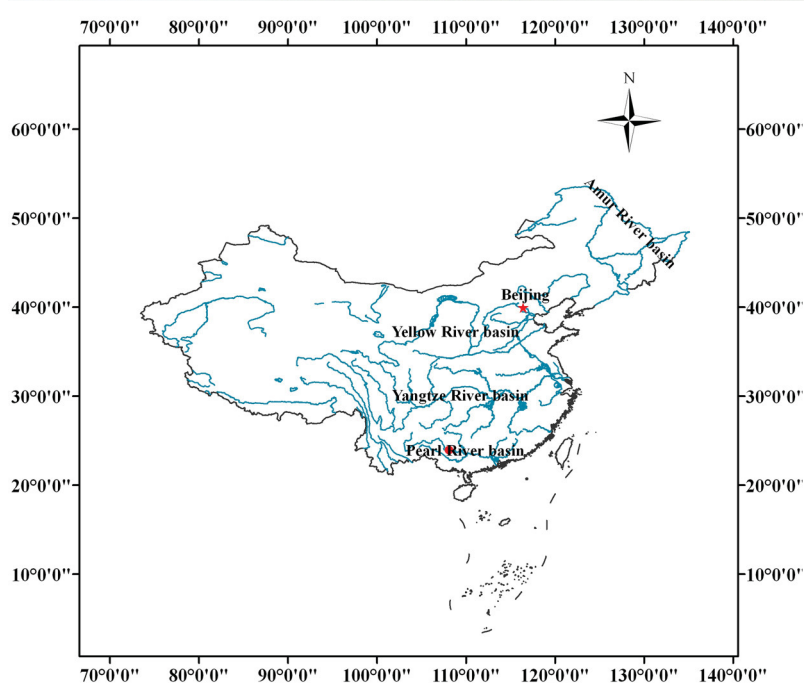 70°0'0" 80°0'0" 90°0'0" 100°0'0" 110°0'0" 120°0'0" 130°0'0" 140°0'0"
N
60°0'0" 60°0'0"
Amur River basin
50°0'0" 50°0'0"
Beijing
40°0'0" 40°0'0"
Yellow River basin
Yangtze River basin
30°0'0" 30°0'0"
Pearl River basin
20°0'0" 20°0'0"
10°0'0" 10°0'0"
70°0'0" 80°0'0" 90°0'0" 100°0'0" 110°0'0" 120°0'0" 130°0'0" 140°0'0"